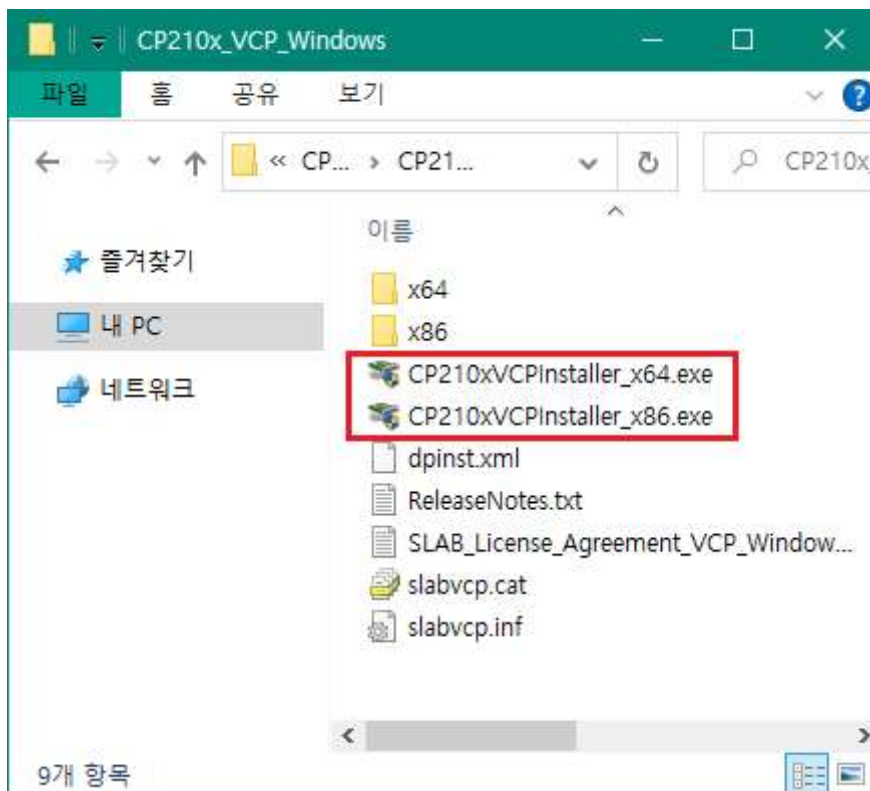 CP210x_VCP_Windows
파일 홈 공유 보기
« CP... › CP21...
CP210x
이름
즐겨찾기
내 PC
네트워크
x64
x86
CP210xVCPInstaller_x64.exe
CP210xVCPInstaller_x86.exe
dpinst.xml
ReleaseNotes.txt
SLAB_License_Agreement_VCP_Window...
slabvcp.cat
slabvcp.inf
9개 항목